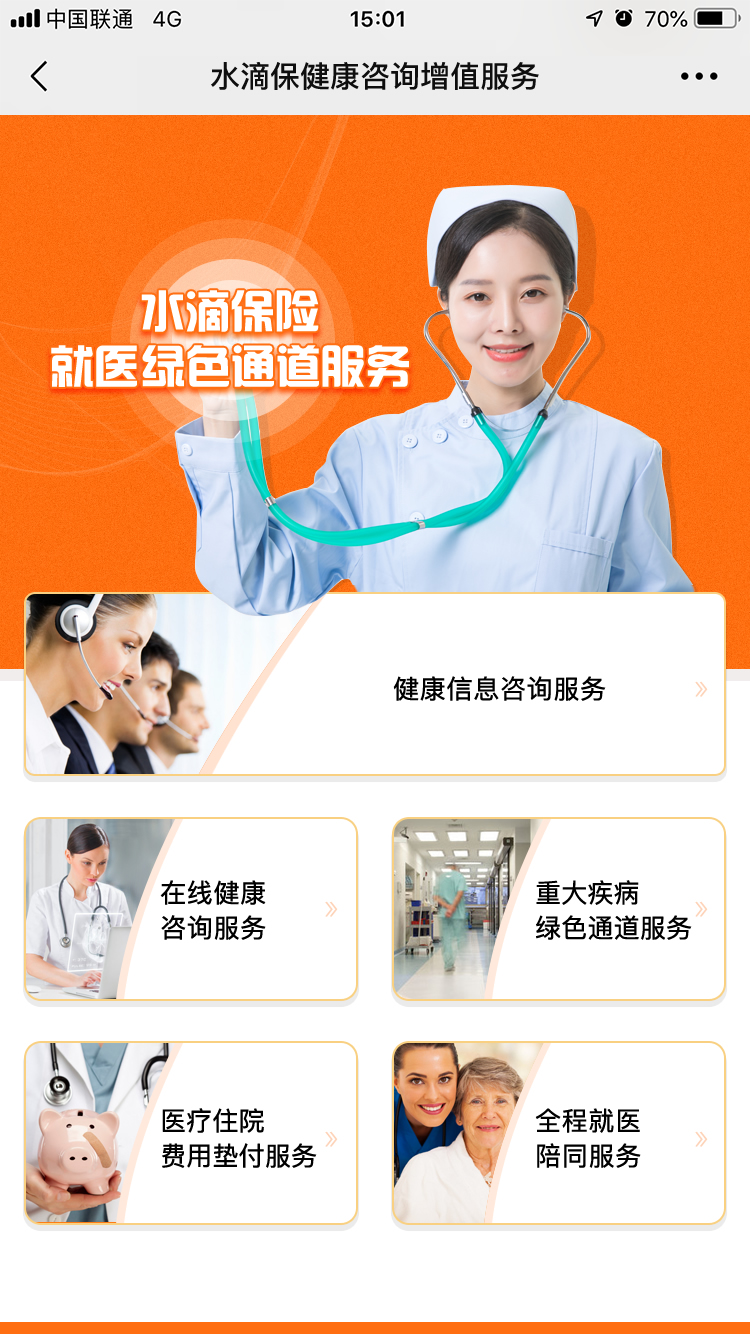 中国联通 4G 15:01 70%
水滴保健康咨询增值服务
水滴保险
就医绿色通道服务
健康信息咨询服务
在线健康
咨询服务
重大疾病
绿色通道服务
医疗住院
费用垫付服务
全程就医
陪同服务